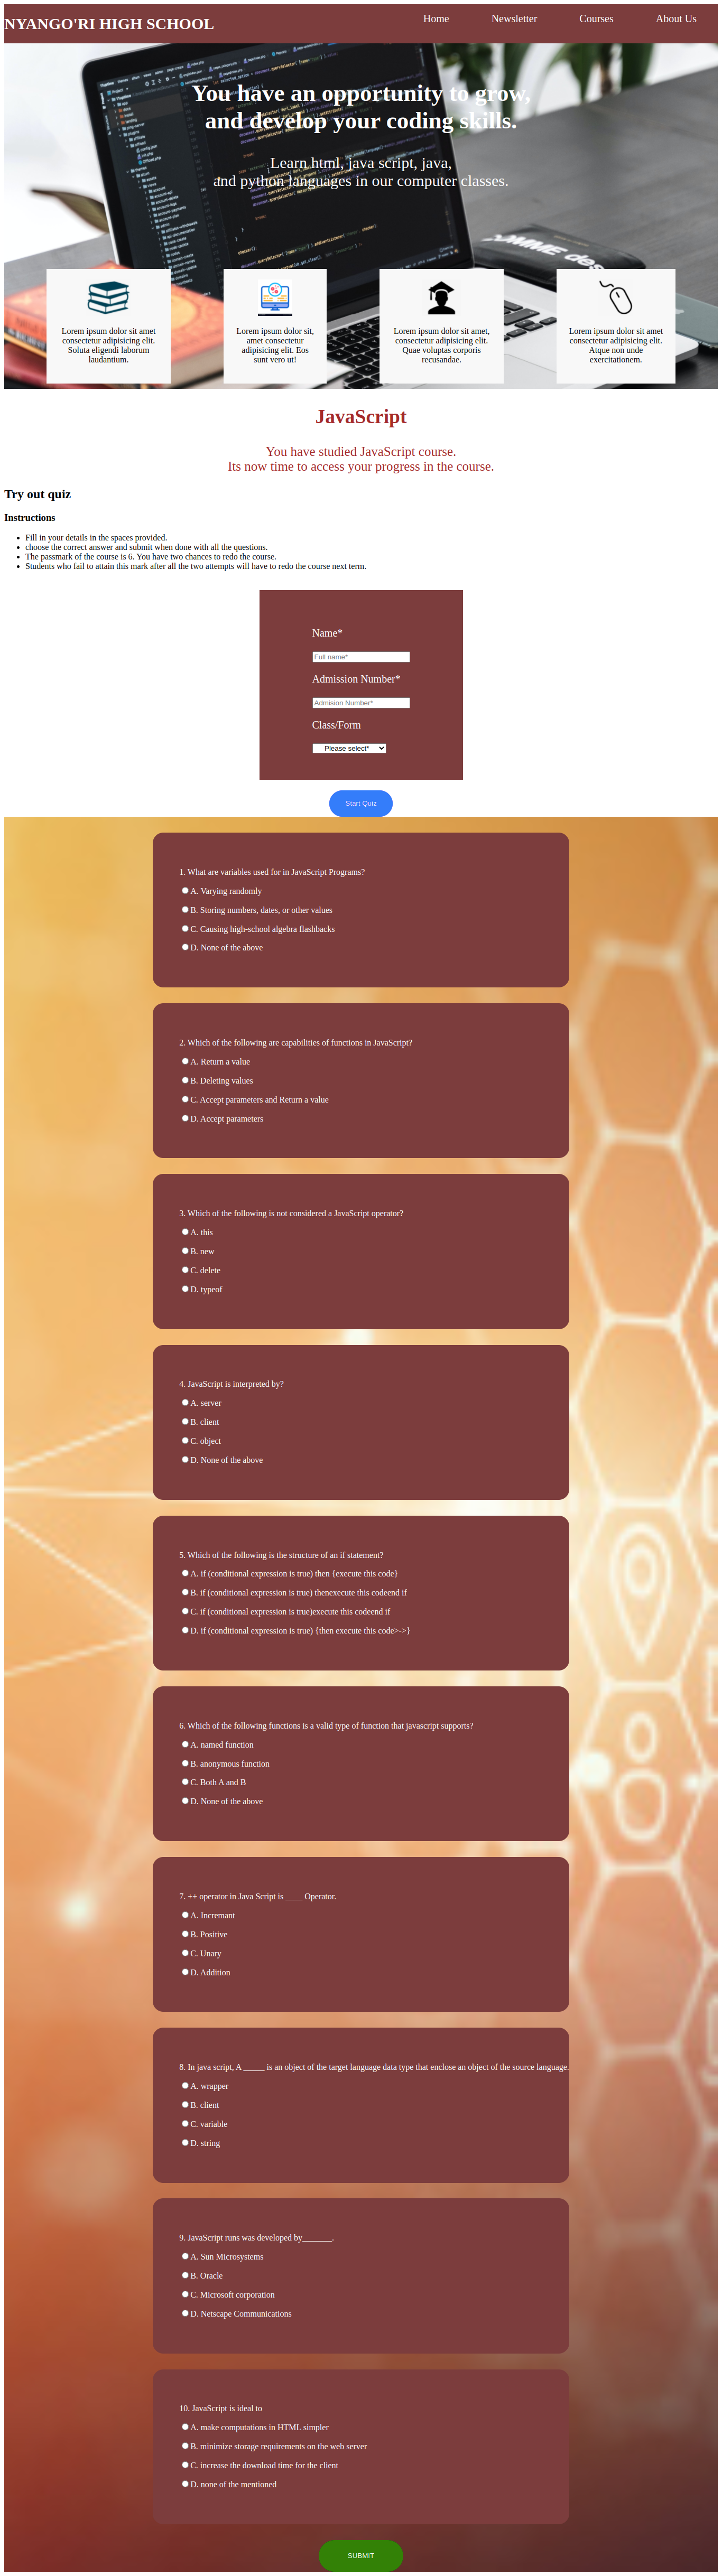 NYANGO'RI HIGH SCHOOL
Home Newsletter Courses About Us
You have an opportunity to grow,
and develop your coding skills.
Learn html, java script, java,
and python languages in our computer classes.
Lorem ipsum dolor sit amet
consectetur adipisicing elit.
Soluta eligendi laborum
laudantium.
Lorem ipsum dolor sit,
amet consectetur
adipisicing elit. Eos
sunt vero ut!
Lorem ipsum dolor sit amet,
consectetur adipisicing elit.
Quae voluptas corporis
recusandae.
Lorem ipsum dolor sit amet
consectetur adipisicing elit.
Atque non unde
exercitationem.
JavaScript
You have studied JavaScript course.
Its now time to access your progress in the course.
Try out quiz
Instructions
Fill in your details in the spaces provided.
choose the correct answer and submit when done with all the questions.
The passmark of the course is 6. You have two chances to redo the course.
Students who fail to attain this mark after all the two attempts will have to redo the course next term.
Name*
Full name*
Admission Number*
Admision Number*
Class/Form
Please select*
Start Quiz
1. What are variables used for in JavaScript Programs?
A. Varying randomly
B. Storing numbers, dates, or other values
C. Causing high-school algebra flashbacks
D. None of the above
2. Which of the following are capabilities of functions in JavaScript?
A. Return a value
B. Deleting values
C. Accept parameters and Return a value
D. Accept parameters
3. Which of the following is not considered a JavaScript operator?
A. this
B. new
C. delete
D. typeof
4. JavaScript is interpreted by?
A. server
B. client
C. object
D. None of the above
5. Which of the following is the structure of an if statement?
A. if (conditional expression is true) then {execute this code}
B. if (conditional expression is true) thenexecute this codeend if
C. if (conditional expression is true)execute this codeend if
D. if (conditional expression is true) {then execute this code>->}
6. Which of the following functions is a valid type of function that javascript supports?
A. named function
B. anonymous function
C. Both A and B
D. None of the above
7. ++ operator in Java Script is ____ Operator.
A. Incremant
B. Positive
C. Unary
D. Addition
8. In java script, A _____ is an object of the target language data type that enclose an object of the source language.
A. wrapper
B. client
C. variable
D. string
9. JavaScript runs was developed by_______.
A. Sun Microsystems
B. Oracle
C. Microsoft corporation
D. Netscape Communications
10. JavaScript is ideal to
A. make computations in HTML simpler
B. minimize storage requirements on the web server
C. increase the download time for the client
D. none of the mentioned
SUBMIT